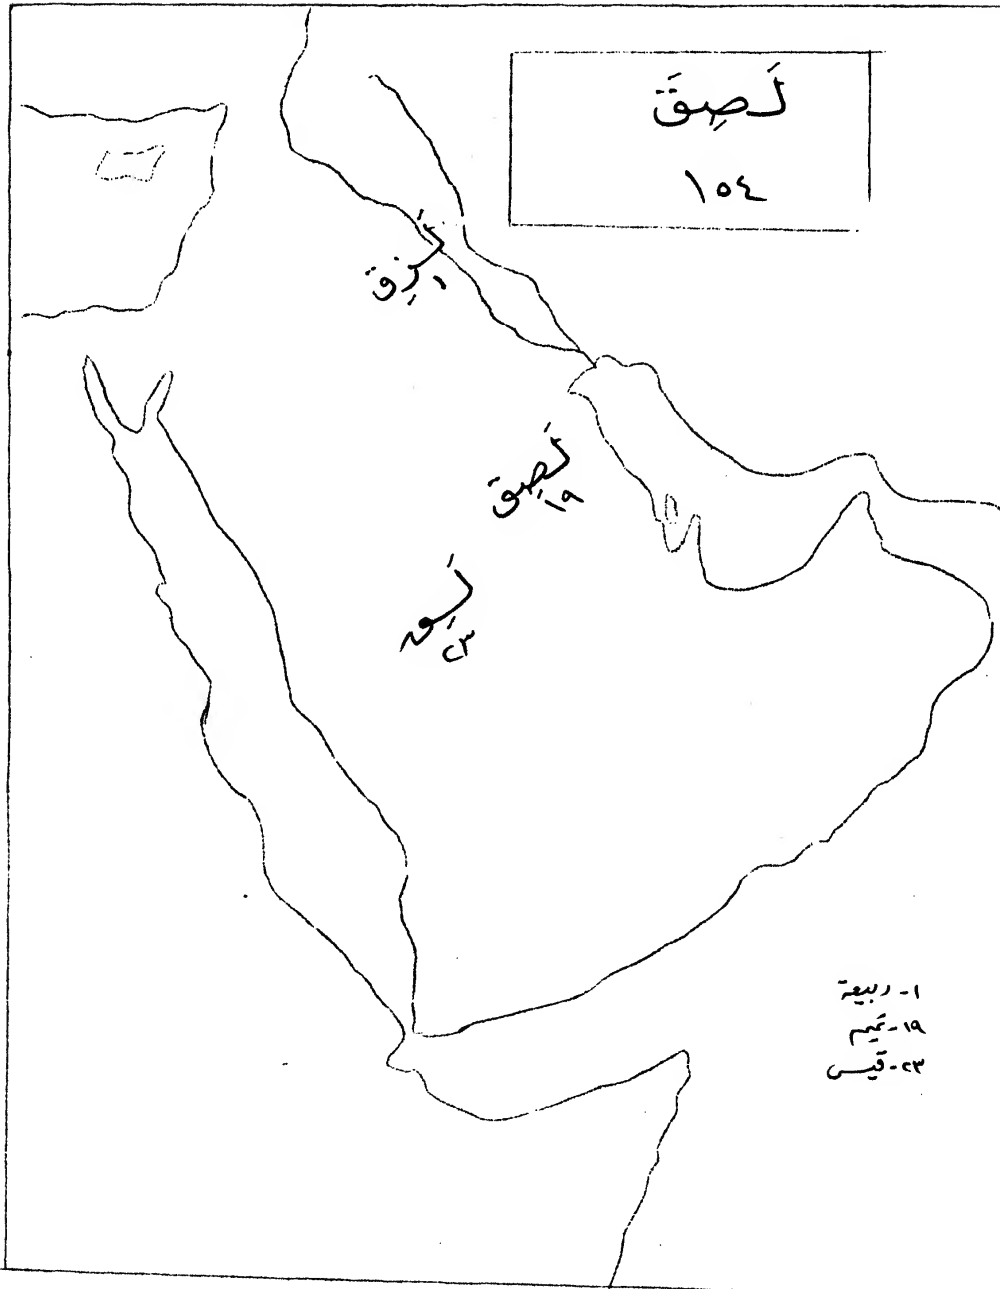 لَصِقَ
١٥٤
لَزِق
١
لَصِق
١٩
لَسِق
٢٣
١- ربيعة
١٩- تميم
٢٣- قيس